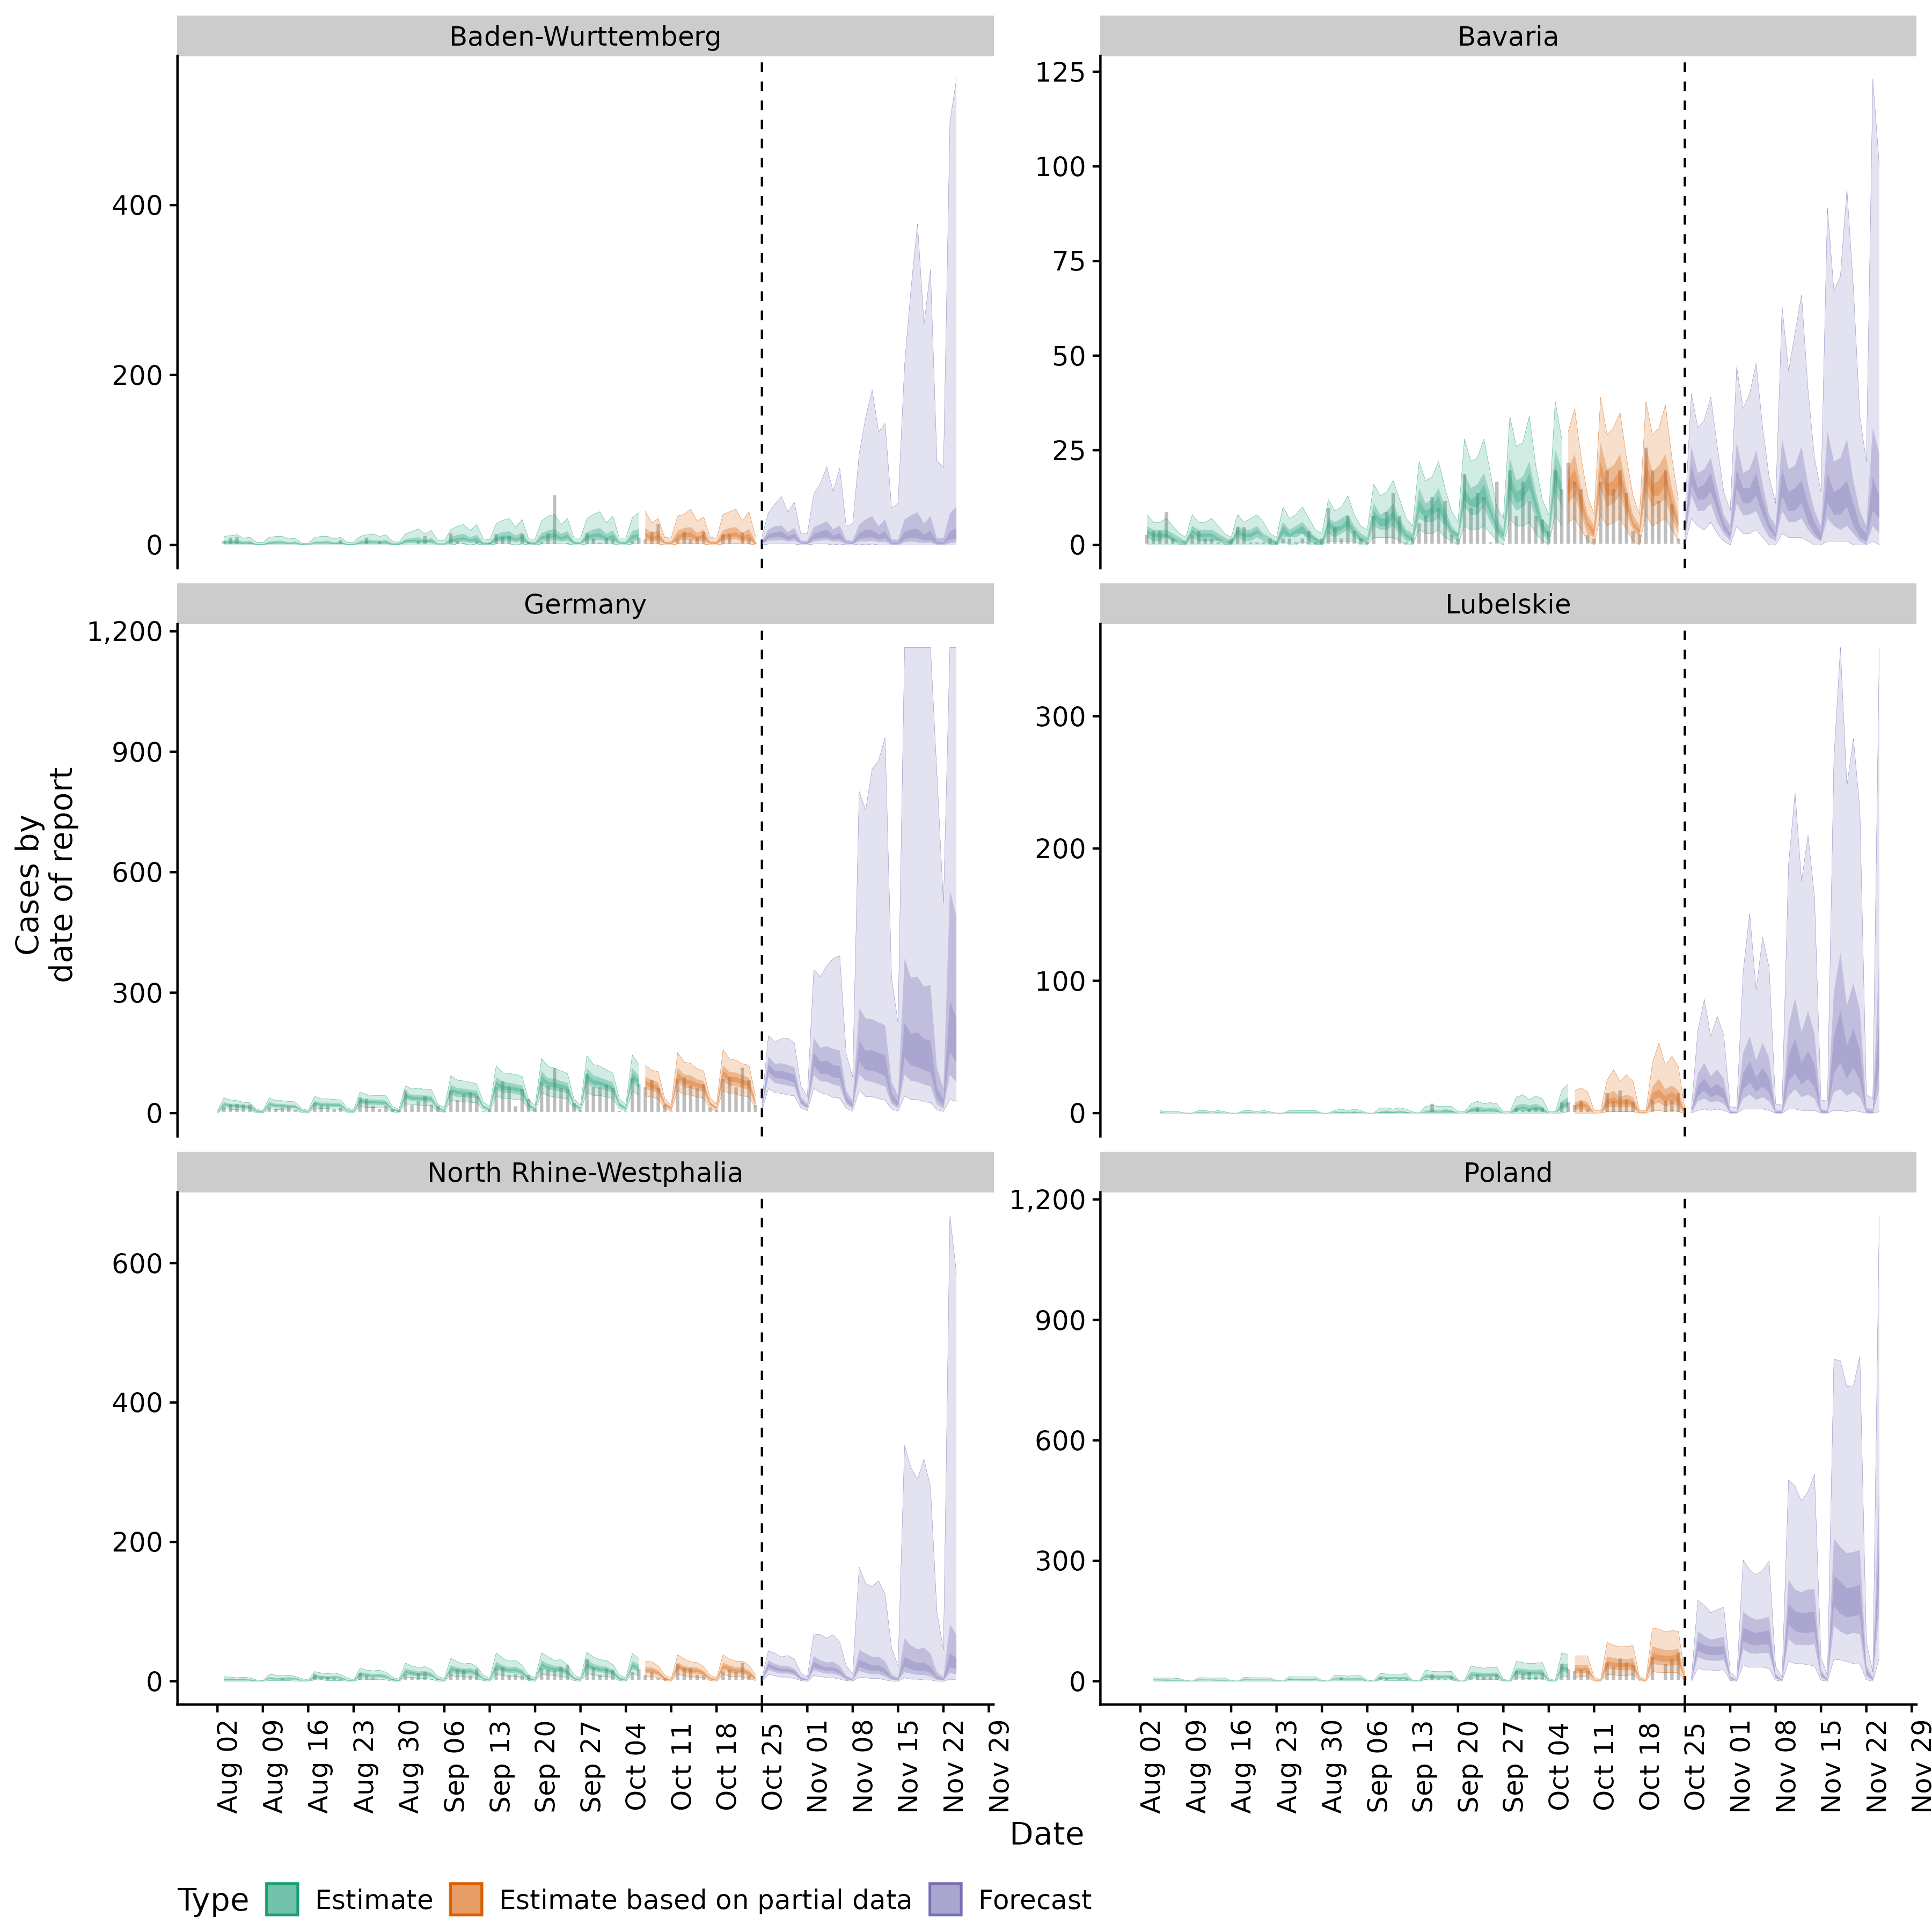 Baden-Wurttemberg
Bavaria
400
200
0
125
100
75
50
25
0
Germany
Lubelskie
1,200
900
600
300
0
300
200
100
0
Cases by
date of report
North Rhine-Westphalia
Poland
600
400
200
0
1,200
900
600
300
0
Aug 02
Aug 09
Aug 16
Aug 23
Aug 30
Sep 06
Sep 13
Sep 20
Sep 27
Oct 04
Oct 11
Oct 18
Oct 25
Nov 01
Nov 08
Nov 15
Nov 22
Nov 29
Aug 02
Aug 09
Aug 16
Aug 23
Aug 30
Sep 06
Sep 13
Sep 20
Sep 27
Oct 04
Oct 11
Oct 18
Oct 25
Nov 01
Nov 08
Nov 15
Nov 22
Nov 29
Date
Type Estimate Estimate based on partial data Forecast